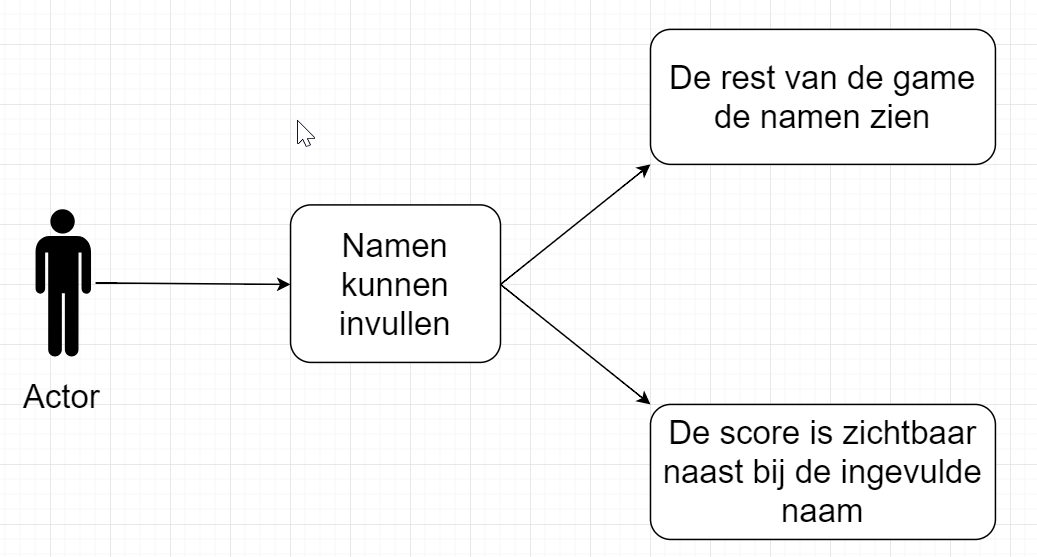 De rest van de game
de namen zien
Namen
kunnen
invullen
Actor
De score is zichtbaar
naast bij de ingevulde
naam